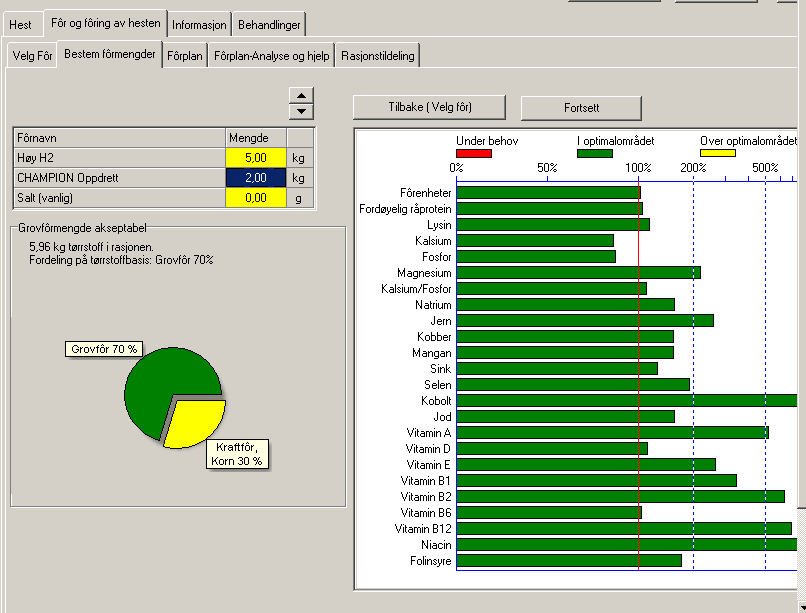 Hest
Fôr og fôring av hesten
Informasjon
Behandlinger
Velg Fôr
Bestem fôrmengder
Fôrplan
Fôrplan-Analyse og hjelp
Rasjonstildeling
Tilbake ( Velg fôr)
Fortsett
Fôrnavn Mengde
Høy H2 5,00 kg
CHAMPION Oppdrett 2,00 kg
Salt (vanlig) 0,00 g
Grovfôrmengde akseptabel
5,96 kg tørrstoff i rasjonen.
Fordeling på tørrstoffbasis: Grovfôr 70%
Grovfôr 70 %
Kraftfôr,
Korn 30 %
Under behov I optimalområdet Over optimalområdet
0% 50% 100% 200% 500%
Fôrenheter
Fordøyelig råprotein
Lysin
Kalsium
Fosfor
Magnesium
Kalsium/Fosfor
Natrium
Jern
Kobber
Mangan
Sink
Selen
Kobolt
Jod
Vitamin A
Vitamin D
Vitamin E
Vitamin B1
Vitamin B2
Vitamin B6
Vitamin B12
Niacin
Folinsyre